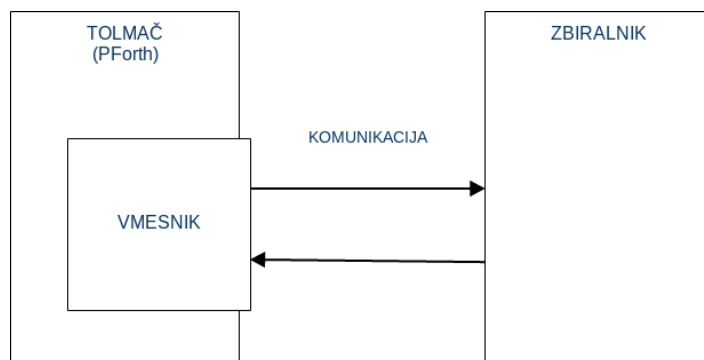 TOLMAČ
(PForth)
ZBIRALNIK
KOMUNIKACIJA
VMESNIK